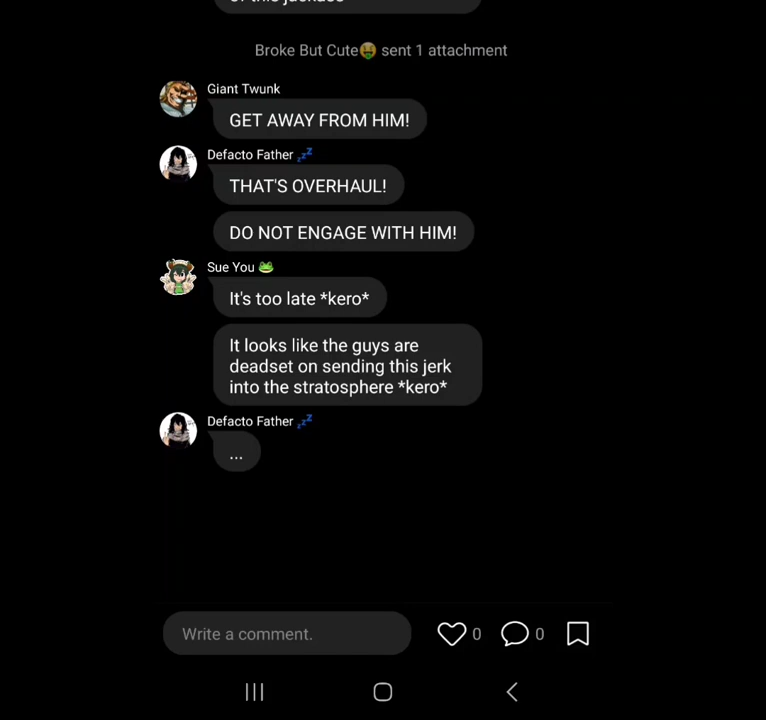 Broke But Cute🤑 sent 1 attachment
Giant Twunk
GET AWAY FROM HIM!
Defacto Father 💤
THAT'S OVERHAUL!
DO NOT ENGAGE WITH HIM!
Sue You 🐸
It's too late *kero*
It looks like the guys are
deadset on sending this jerk
into the stratosphere *kero*
Defacto Father 💤
...
Write a comment.
0
0